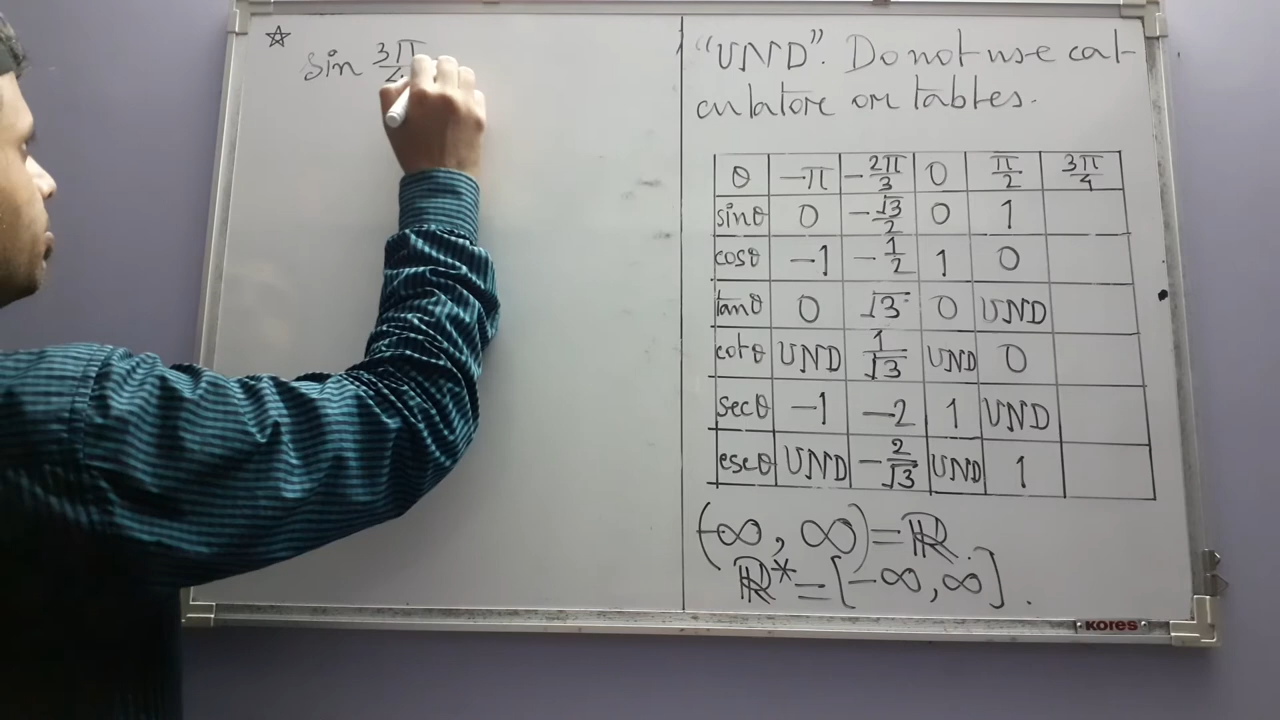 ☆
sin 3π/4
"UND". Do not use cal-
culators or tables.
θ -π -2π/3 0 π/2 3π/4
sinθ 0 -√3/2 0 1
cosθ -1 -1/2 1 0
tanθ 0 √3 0 UND
cotθ UND 1/√3 UND 0
secθ -1 -2 1 UND
cscθ UND -2/√3 UND 1
(-∞, ∞) = ℝ.
ℝ* = [-∞, ∞].
KORES